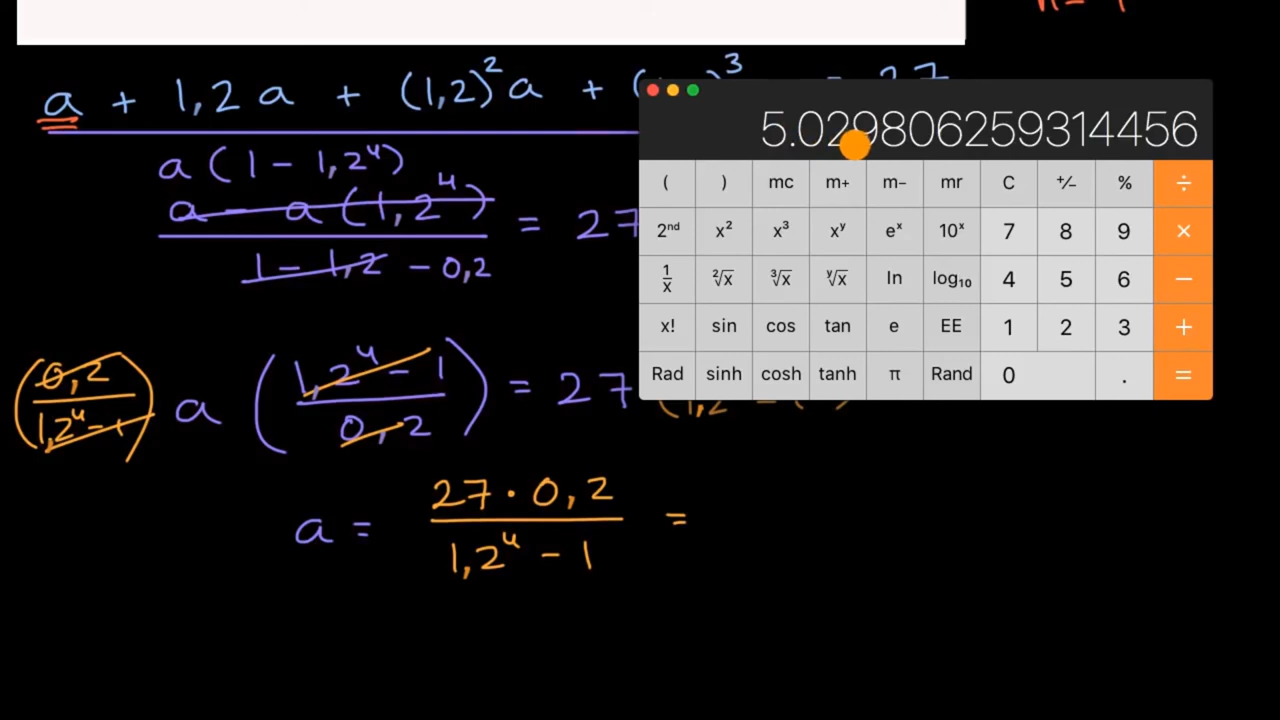 a + 1,2 a + (1,2)² a + ( )³ = 27
a (1 - 1,2⁴)
a - a (1,2⁴)
1 - 1,2 - 0,2
= 27
5.029806259314456
( ) mc m+ m- mr C ⁺/₋ % ÷
2ⁿᵈ x² x³ xʸ eˣ 10ˣ 7 8 9 ×
1/x ²√x ³√x ʸ√x ln log₁₀ 4 5 6 −
x! sin cos tan e EE 1 2 3 +
Rad sinh cosh tanh π Rand 0 . =
(0,2 / 1,2⁴ - 1) a (1,2⁴ - 1 / 0,2) = 27
a = 27 · 0,2 / 1,2⁴ - 1 =